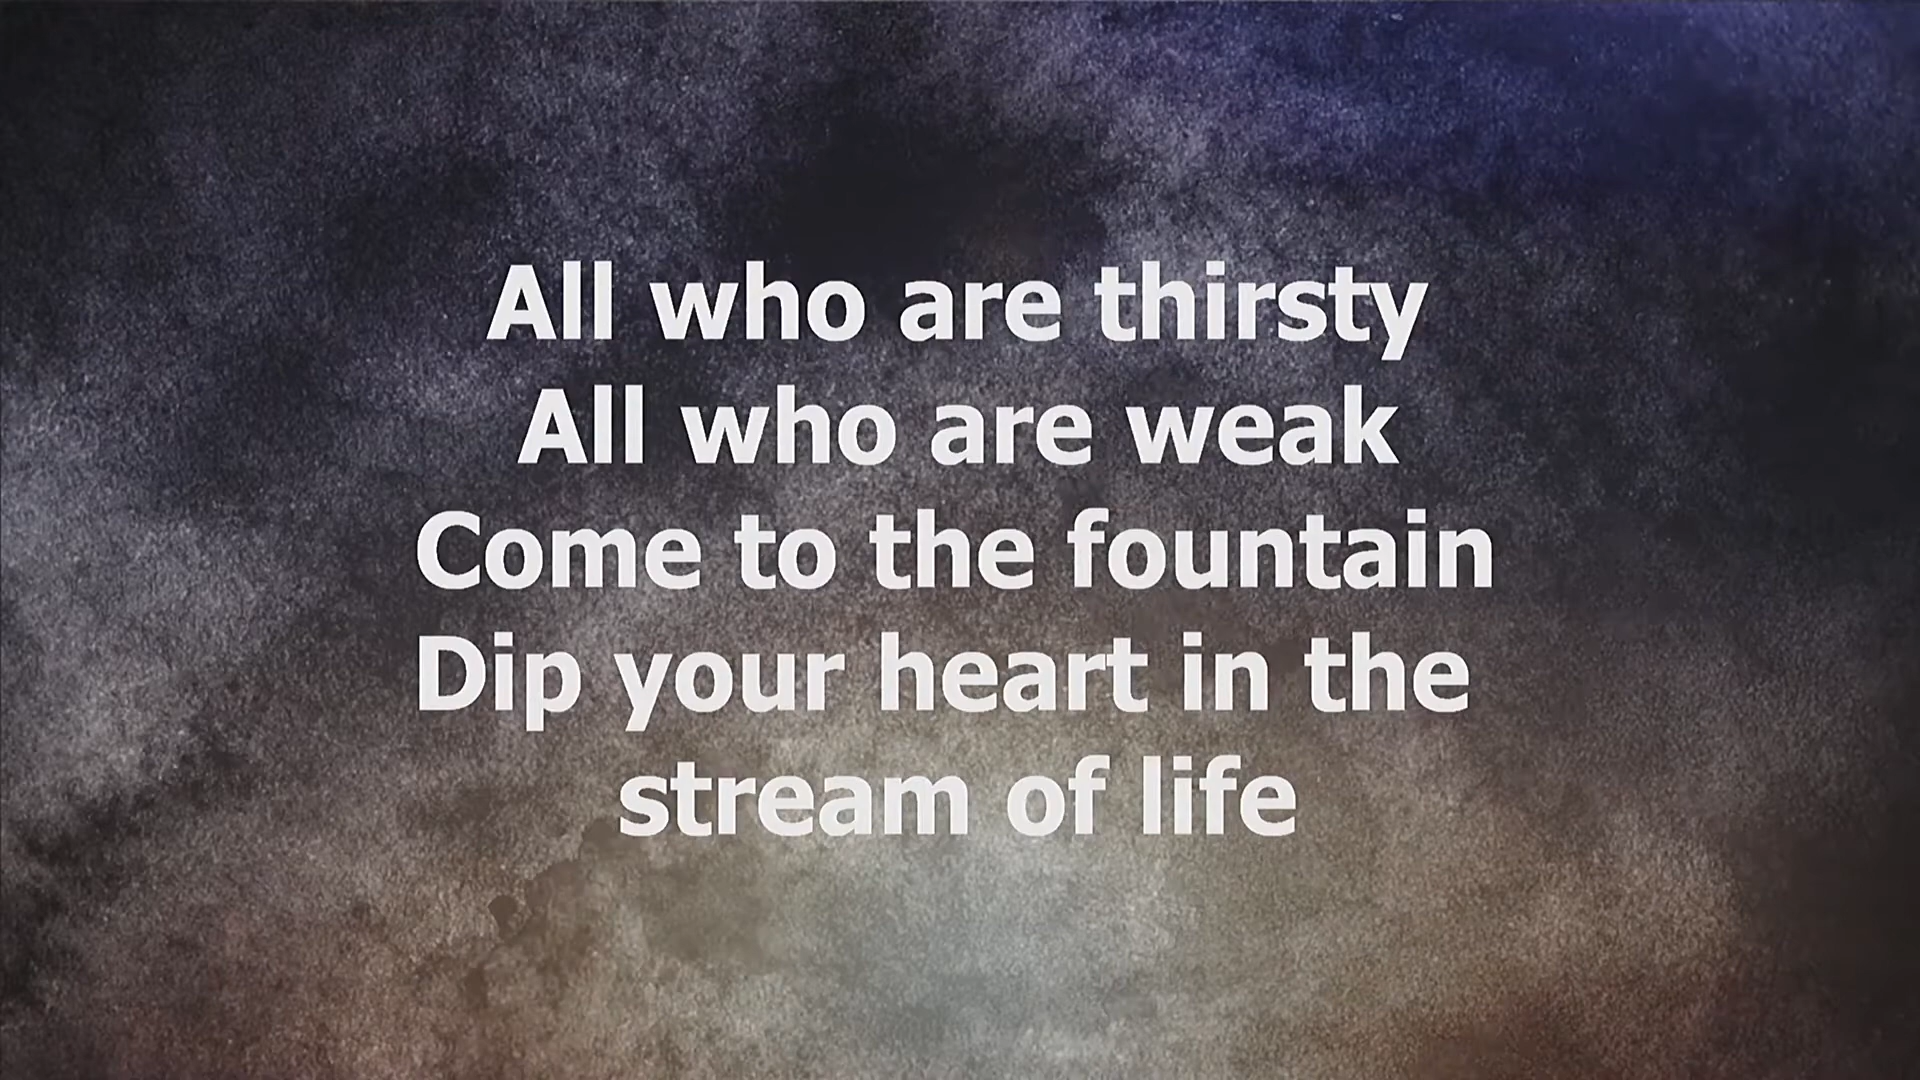 All who are thirsty
All who are weak
Come to the fountain
Dip your heart in the
stream of life